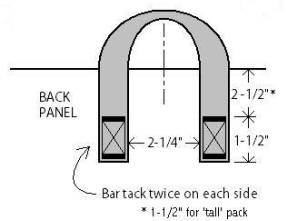 BACK
PANEL
2-1/2"*
2-1/4"
1-1/2"
Bar tack twice on each side
* 1-1/2" for 'tall' pack